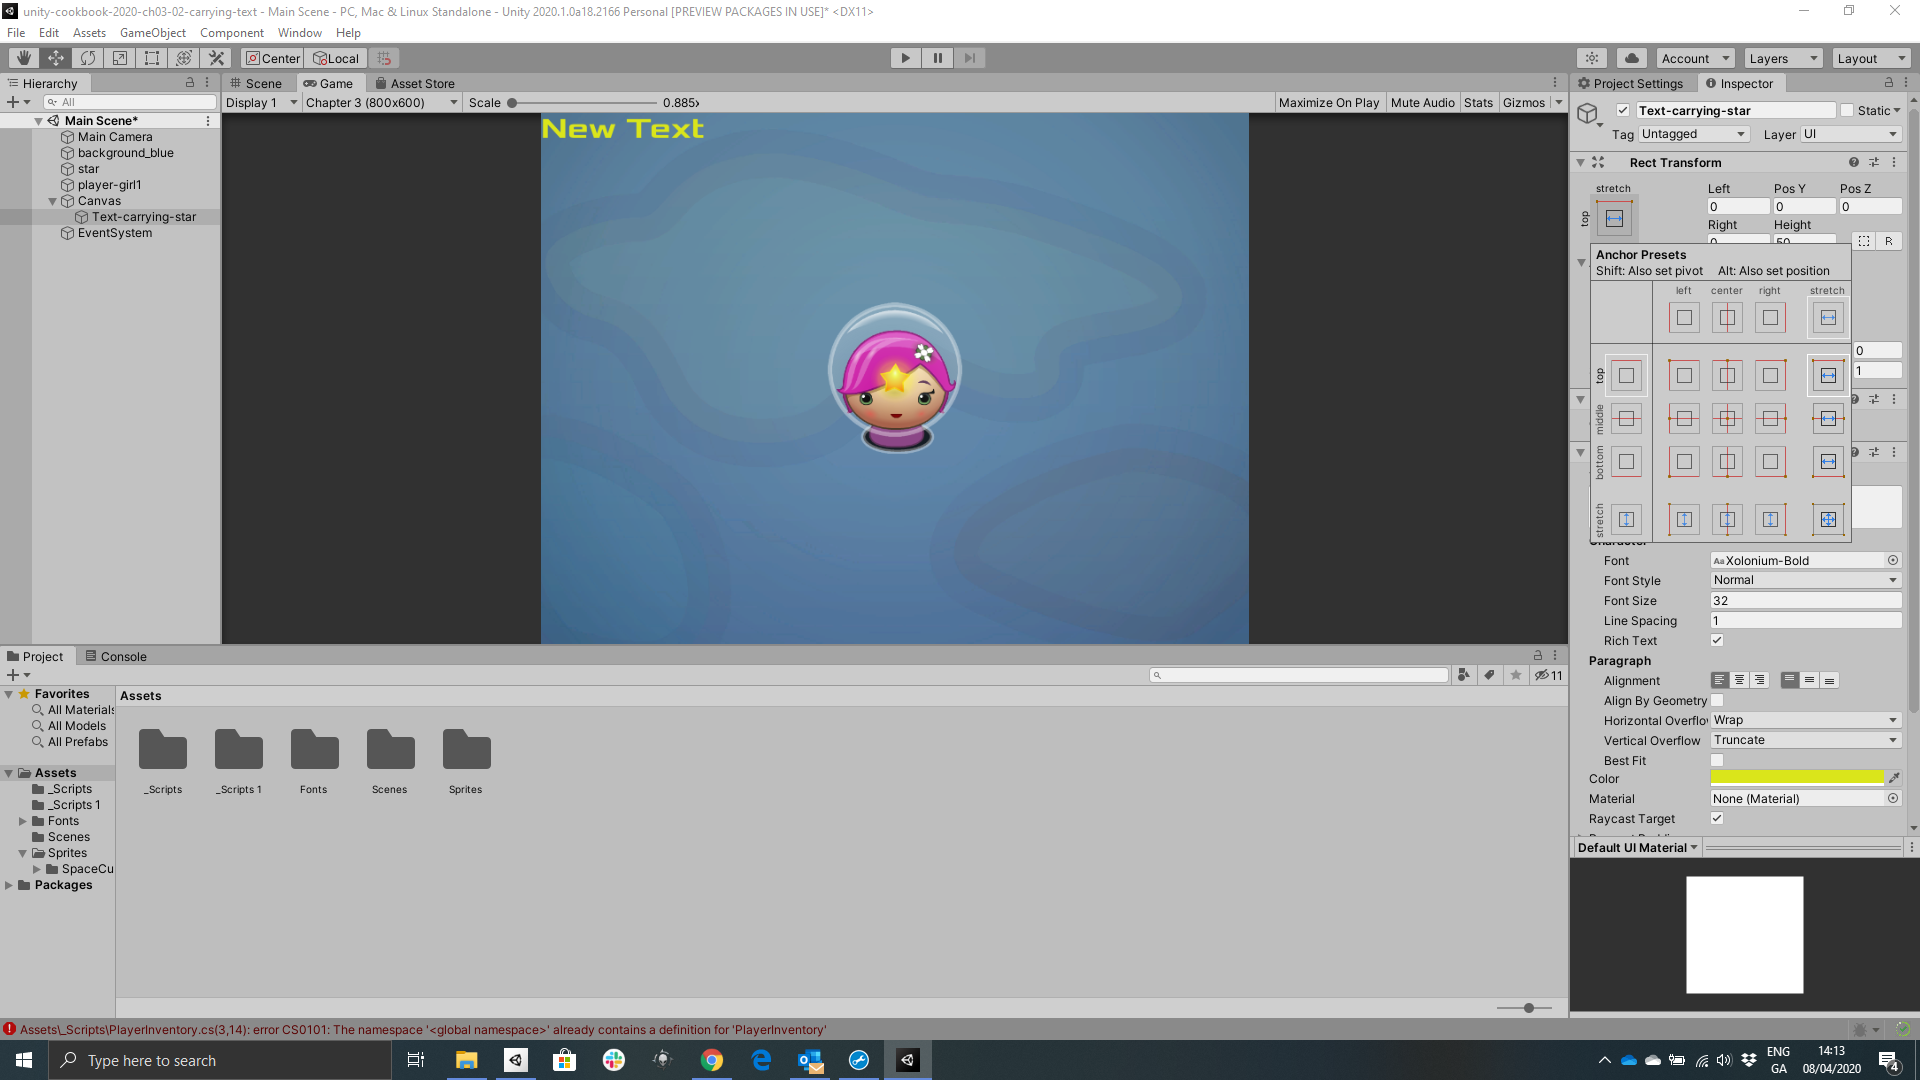 unity-cookbook-2020-ch03-02-carrying-text - Main Scene - PC, Mac & Linux Standalone - Unity 2020.1.0a18.2166 Personal [PREVIEW PACKAGES IN USE]* <DX11>
File Edit Assets GameObject Component Window Help
Center Local Account Layers Layout
Hierarchy
All
Main Scene*
Main Camera
background_blue
star
player-girl1
Canvas
Text-carrying-star
EventSystem
Scene Game Asset Store
Display 1 Chapter 3 (800x600) Scale 0.885x Maximize On Play Mute Audio Stats Gizmos
New Text
Project Settings Inspector
Text-carrying-star Static
Tag Untagged Layer UI
Rect Transform
stretch Left Pos Y Pos Z
top 0 0 0
Right Height
0 50 R
Anchor Presets
Shift: Also set pivot Alt: Also set position
left center right stretch
top
middle
bottom
stretch
0
1
Character
Font Xolonium-Bold
Font Style Normal
Font Size 32
Line Spacing 1
Rich Text
Paragraph
Alignment
Align By Geometry
Horizontal Overflo Wrap
Vertical Overflow Truncate
Best Fit
Color
Material None (Material)
Raycast Target
Default UI Material
Project Console
11
Favorites
All Materials
All Models
All Prefabs
Assets
_Scripts
_Scripts 1
Fonts
Scenes
Sprites
SpaceCu
Packages
Assets
_Scripts _Scripts 1 Fonts Scenes Sprites
Assets\_Scripts\PlayerInventory.cs(3,14): error CS0101: The namespace '<global namespace>' already contains a definition for 'PlayerInventory'
Type here to search
ENG
GA
14:13
08/04/2020
4